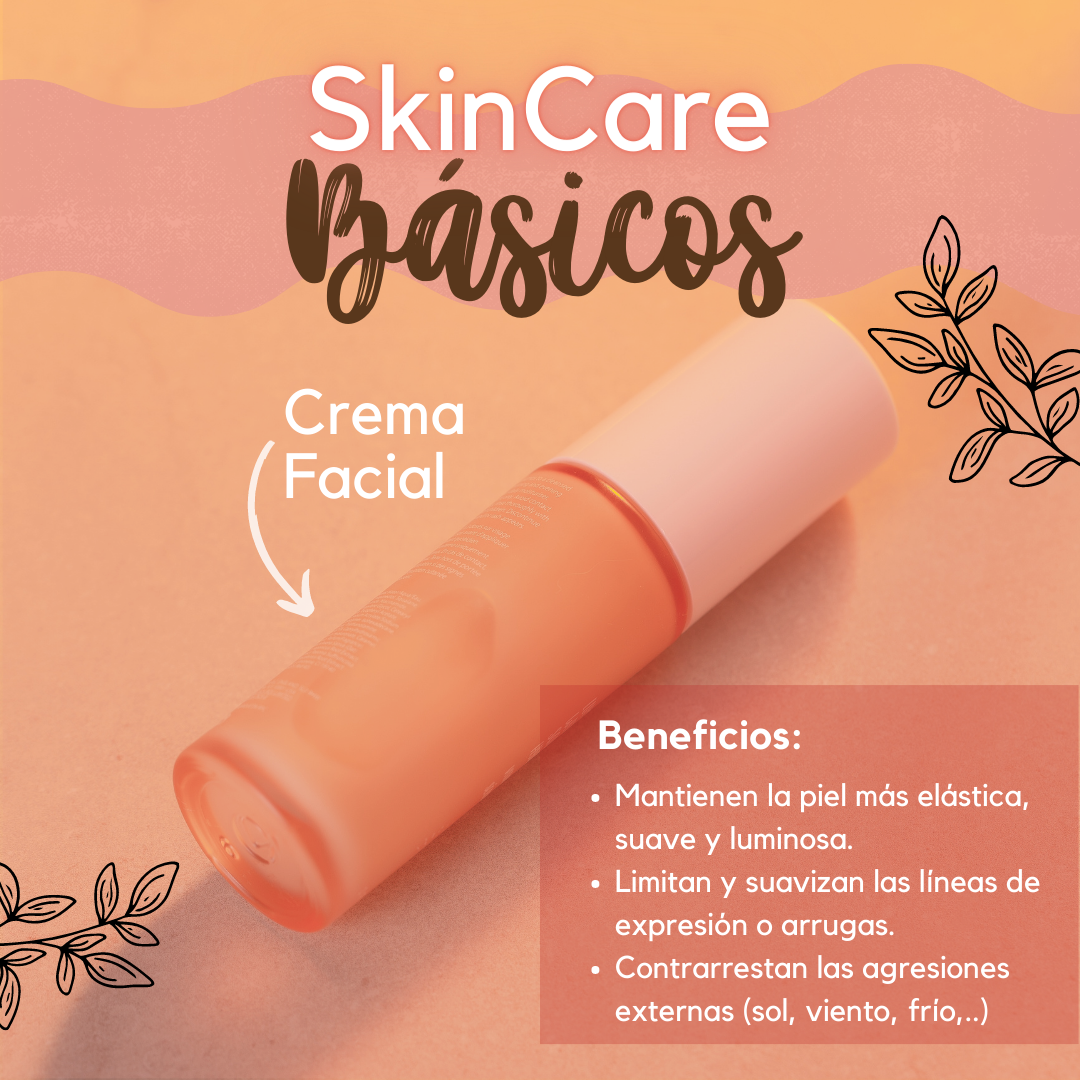 SkinCare
Básicos
Crema
Facial
Beneficios:
• Mantienen la piel más elástica,
suave y luminosa.
• Limitan y suavizan las líneas de
expresión o arrugas.
• Contrarrestan las agresiones
externas (sol, viento, frío,..)